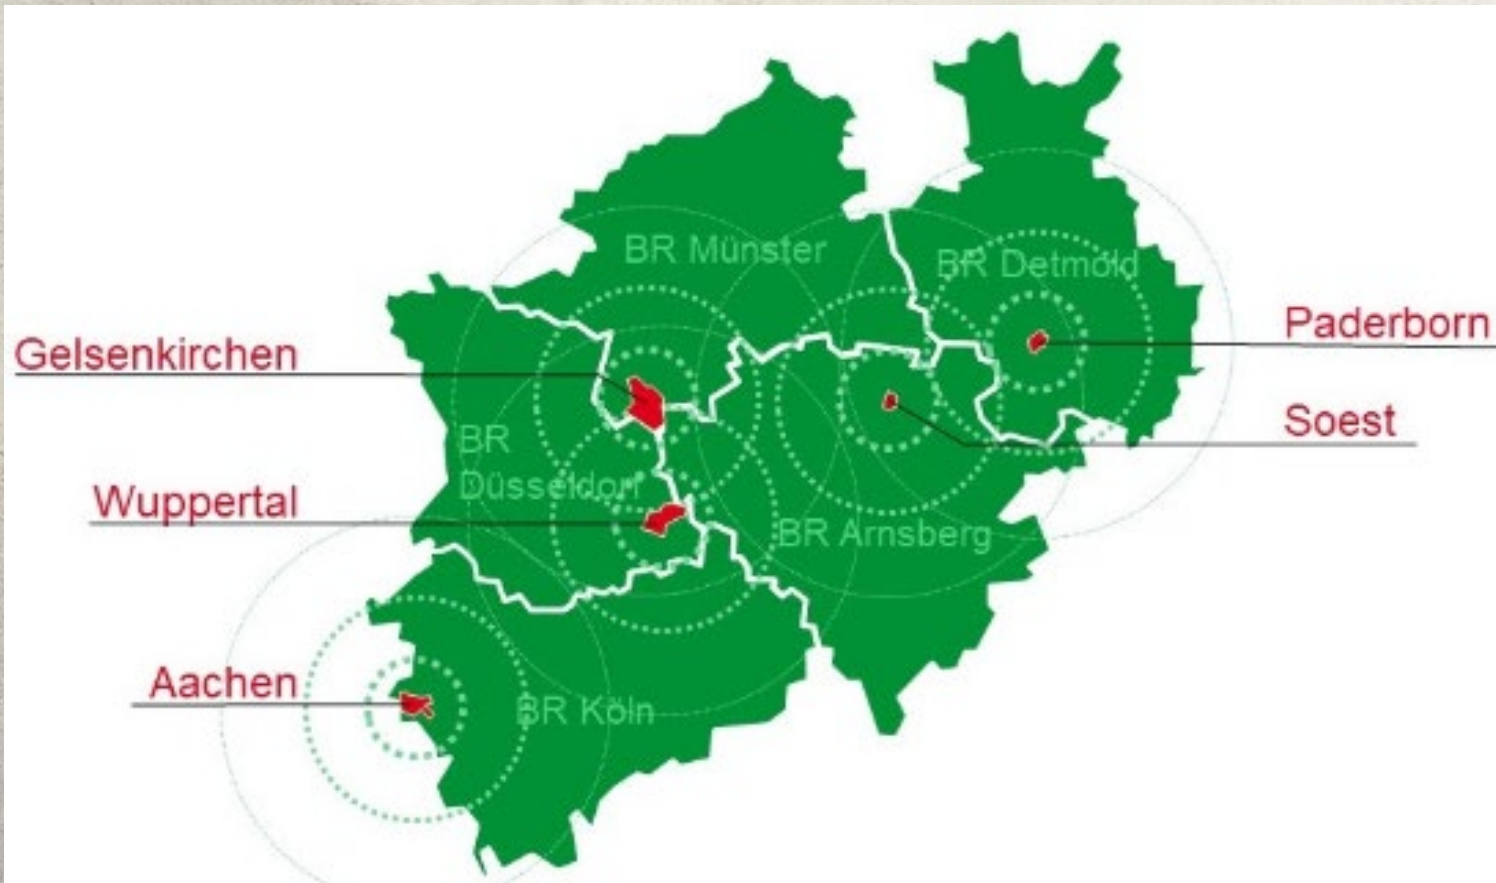 BR Münster
BR Detmold
Paderborn
Gelsenkirchen
Soest
BR
Düsseldorf
Wuppertal
BR Arnsberg
Aachen
BR Köln